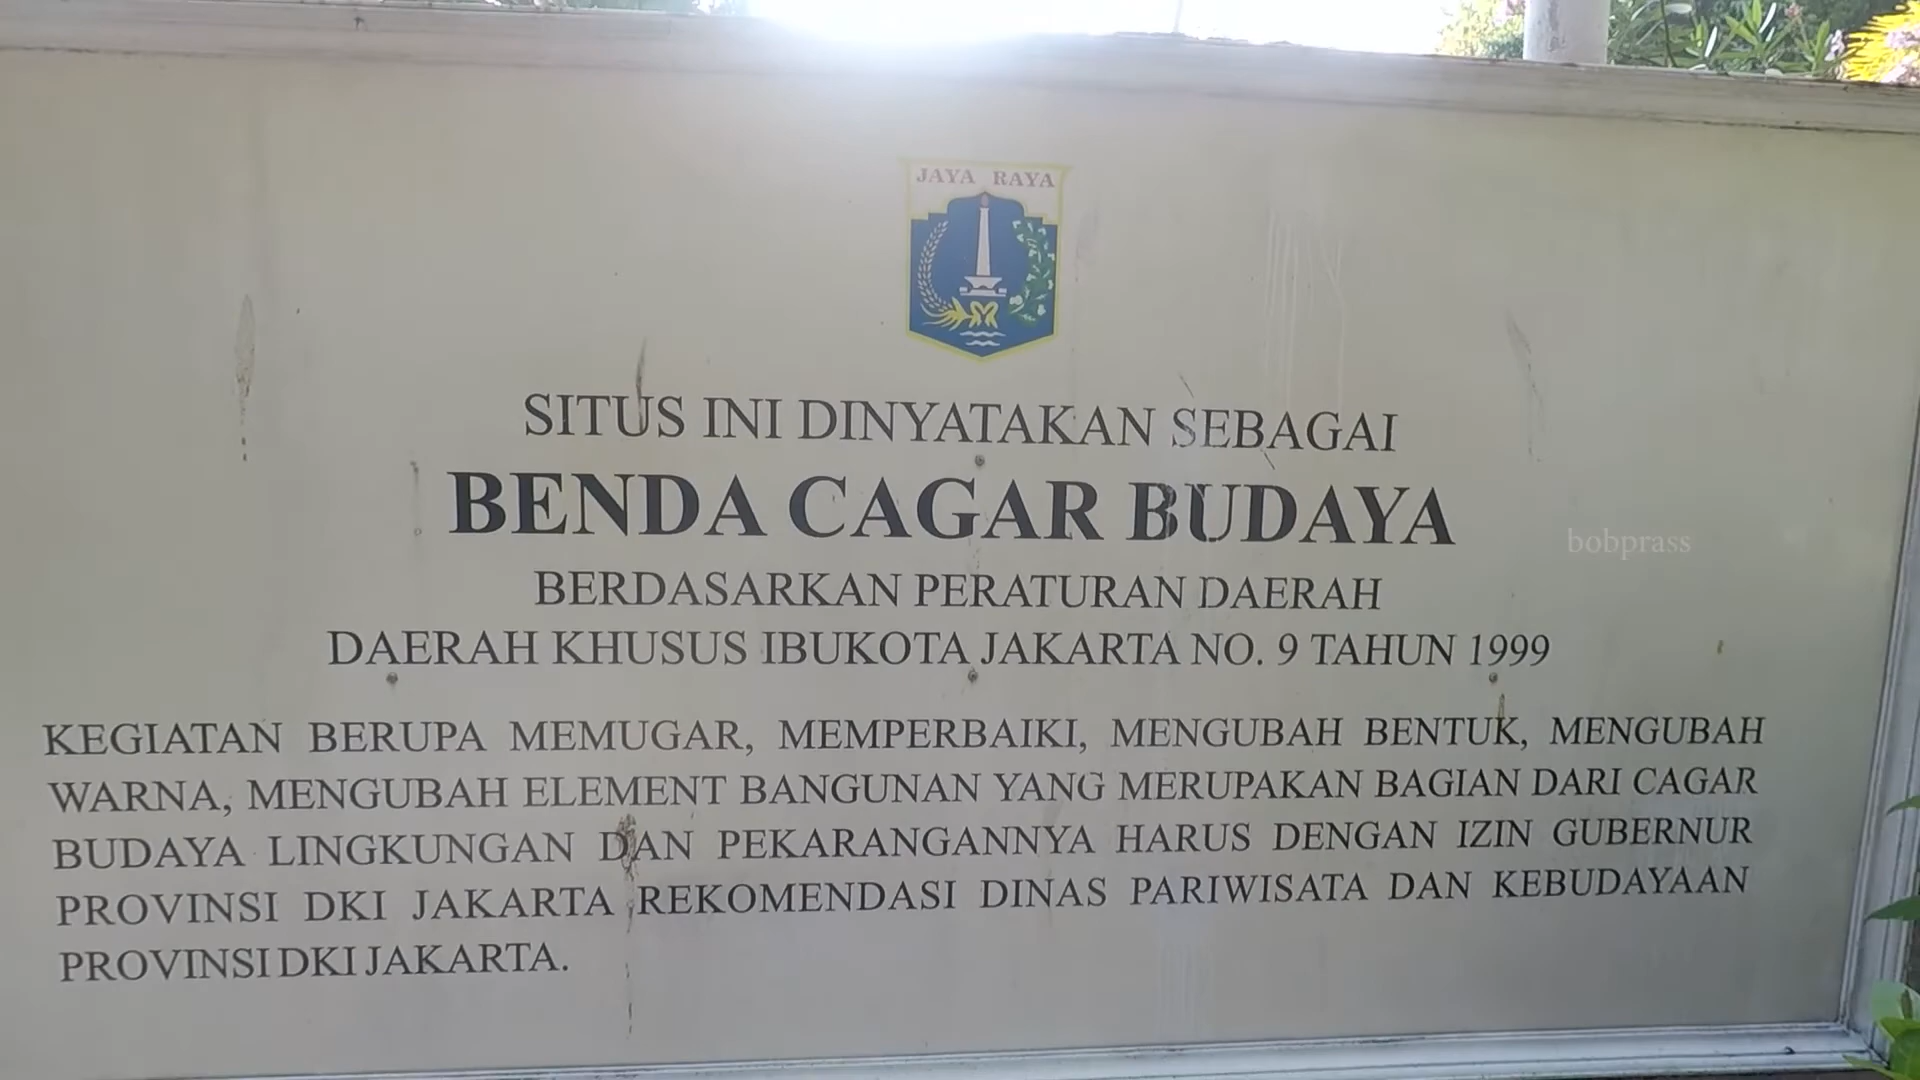 JAYA RAYA
SITUS INI DINYATAKAN SEBAGAI
BENDA CAGAR BUDAYA
bobprass
BERDASARKAN PERATURAN DAERAH
DAERAH KHUSUS IBUKOTA JAKARTA NO. 9 TAHUN 1999
KEGIATAN BERUPA MEMUGAR, MEMPERBAIKI, MENGUBAH BENTUK, MENGUBAH
WARNA, MENGUBAH ELEMENT BANGUNAN YANG MERUPAKAN BAGIAN DARI CAGAR
BUDAYA LINGKUNGAN DAN PEKARANGANNYA HARUS DENGAN IZIN GUBERNUR
PROVINSI DKI JAKARTA REKOMENDASI DINAS PARIWISATA DAN KEBUDAYAAN
PROVINSI DKI JAKARTA.